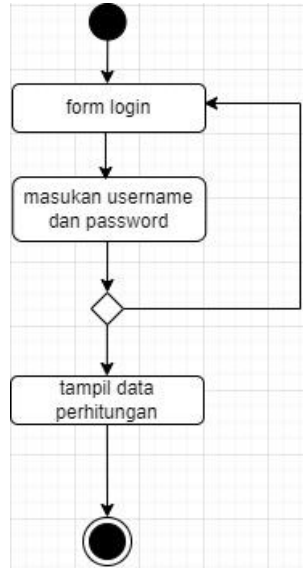 form login
masukan username
dan password
tampil data
perhitungan